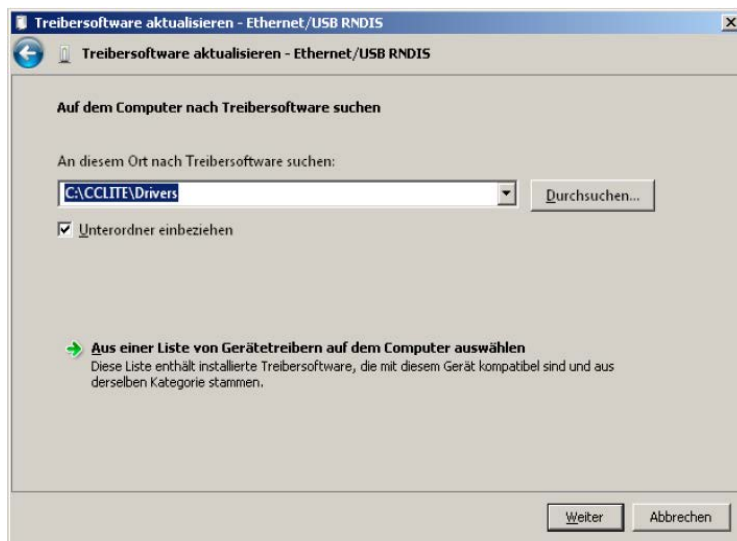 Treibersoftware aktualisieren - Ethernet/USB RNDIS
Treibersoftware aktualisieren - Ethernet/USB RNDIS
Auf dem Computer nach Treibersoftware suchen
An diesem Ort nach Treibersoftware suchen:
C:\CCLITE\Drivers
Durchsuchen...
Unterordner einbeziehen
Aus einer Liste von Gerätetreibern auf dem Computer auswählen
Diese Liste enthält installierte Treibersoftware, die mit diesem Gerät kompatibel sind und aus
derselben Kategorie stammen.
Weiter
Abbrechen